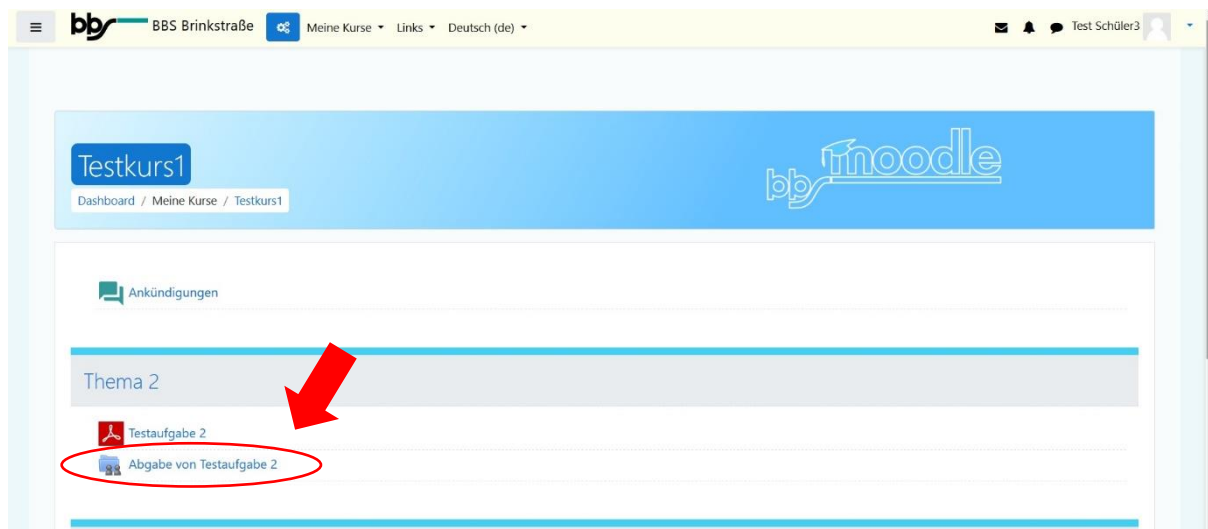 bbs BBS Brinkstraße Meine Kurse Links Deutsch (de) Test Schüler3
Testkurs1
bbs moodle
Dashboard / Meine Kurse / Testkurs1
Ankündigungen
Thema 2
Testaufgabe 2
Abgabe von Testaufgabe 2